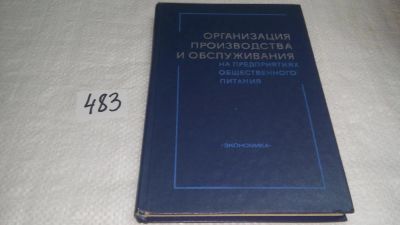 483
ОРГАНИЗАЦИЯ
ПРОИЗВОДСТВА
И ОБСЛУЖИВАНИЯ
НА ПРЕДПРИЯТИЯХ
ОБЩЕСТВЕННОГО
ПИТАНИЯ
«ЭКОНОМИКА»